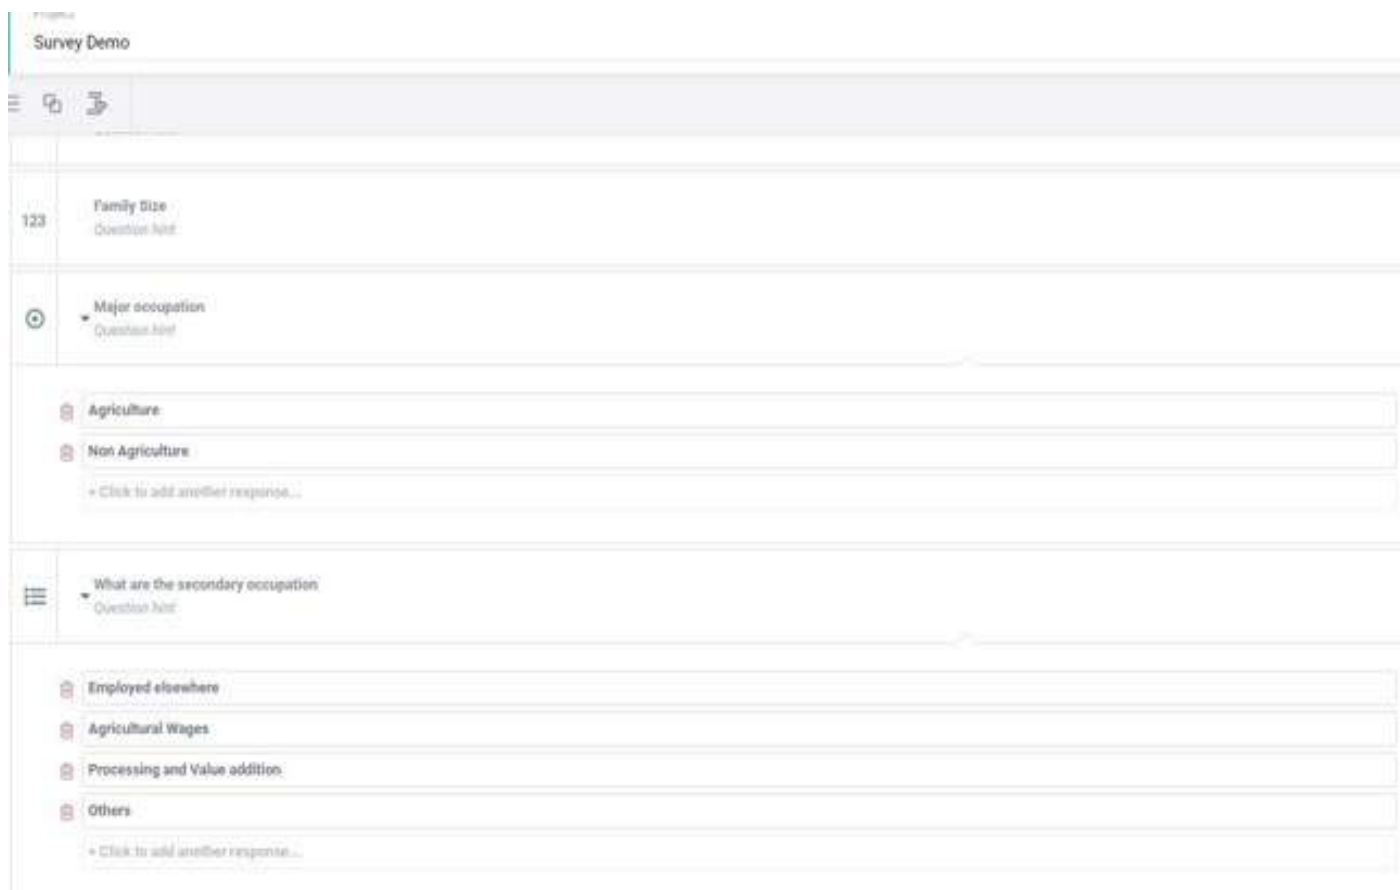 Project
Survey Demo
123
Family Size
Question hint
Major occupation
Question hint
Agriculture
Non Agriculture
+ Click to add another response...
What are the secondary occupation
Question hint
Employed elsewhere
Agricultural Wages
Processing and Value addition
Others
+ Click to add another response...